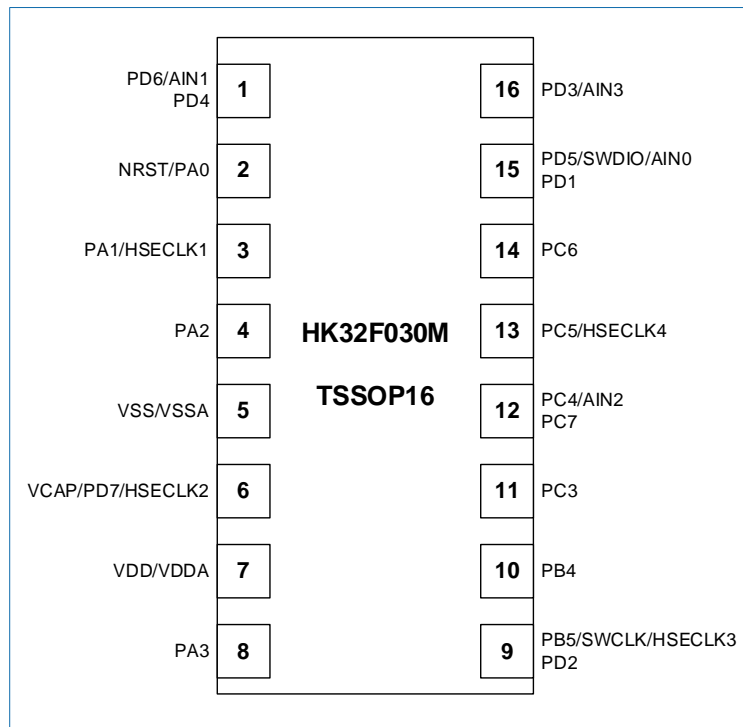 PD6/AIN1
PD4
1
16
PD3/AIN3
NRST/PA0
2
15
PD5/SWDIO/AIN0
PD1
PA1/HSECLK1
3
14
PC6
PA2
4
HK32F030M
13
PC5/HSECLK4
TSSOP16
VSS/VSSA
5
12
PC4/AIN2
PC7
VCAP/PD7/HSECLK2
6
11
PC3
VDD/VDDA
7
10
PB4
PA3
8
9
PB5/SWCLK/HSECLK3
PD2